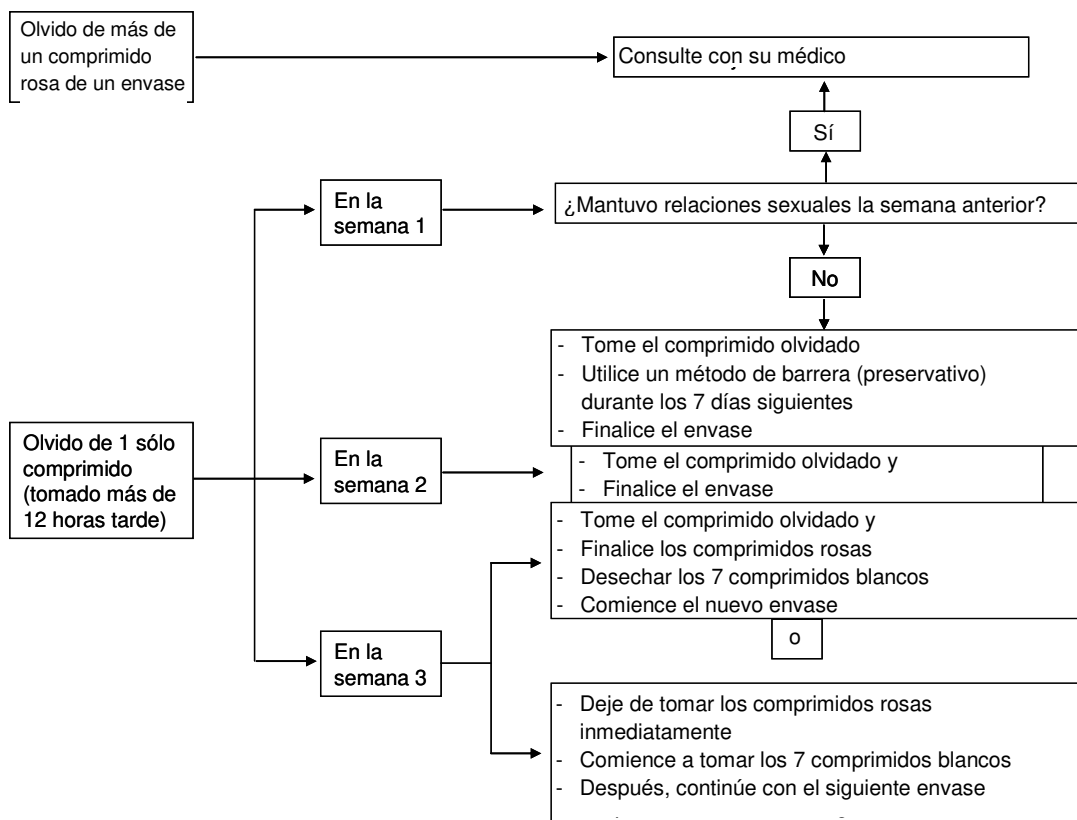 Olvido de más de
un comprimido
rosa de un envase
Consulte con su médico
Sí
En la
semana 1
¿Mantuvo relaciones sexuales la semana anterior?
No
- Tome el comprimido olvidado
- Utilice un método de barrera (preservativo)
durante los 7 días siguientes
- Finalice el envase
Olvido de 1 sólo
comprimido
(tomado más de
12 horas tarde)
En la
semana 2
- Tome el comprimido olvidado y
- Finalice el envase
- Tome el comprimido olvidado y
- Finalice los comprimidos rosas
- Desechar los 7 comprimidos blancos
- Comience el nuevo envase
o
En la
semana 3
- Deje de tomar los comprimidos rosas
inmediatamente
- Comience a tomar los 7 comprimidos blancos
- Después, continúe con el siguiente envase